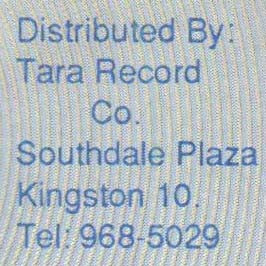 Distributed By:
Tara Record
Co.
Southdale Plaza
Kingston 10.
Tel: 968-5029